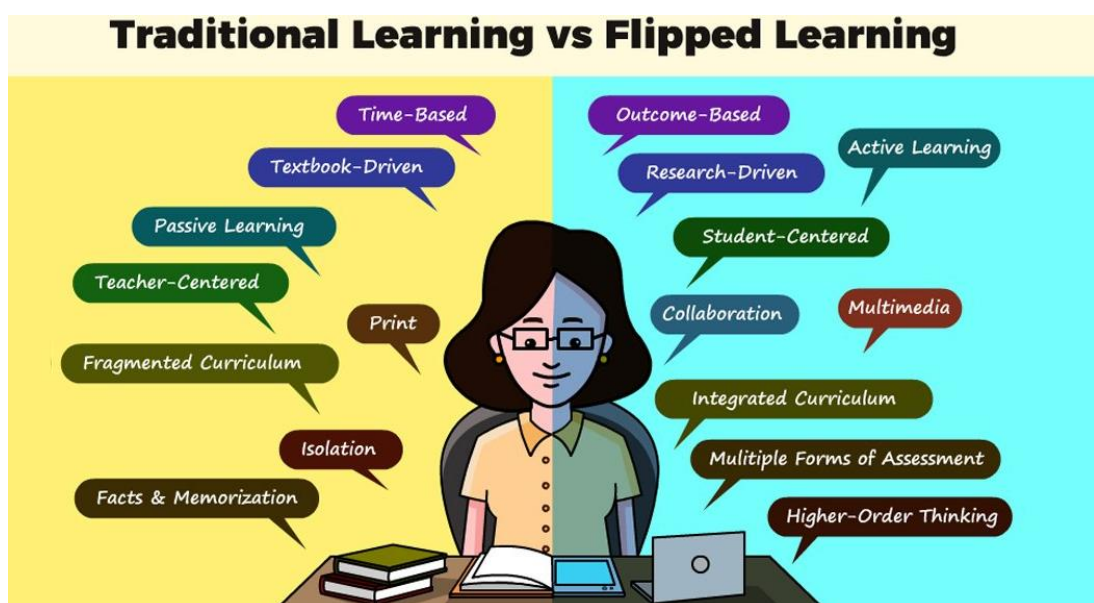 Traditional Learning vs Flipped Learning
Time-Based
Textbook-Driven
Passive Learning
Teacher-Centered
Print
Fragmented Curriculum
Isolation
Facts & Memorization
Outcome-Based
Active Learning
Research-Driven
Student-Centered
Collaboration
Multimedia
Integrated Curriculum
Mulitiple Forms of Assessment
Higher-Order Thinking